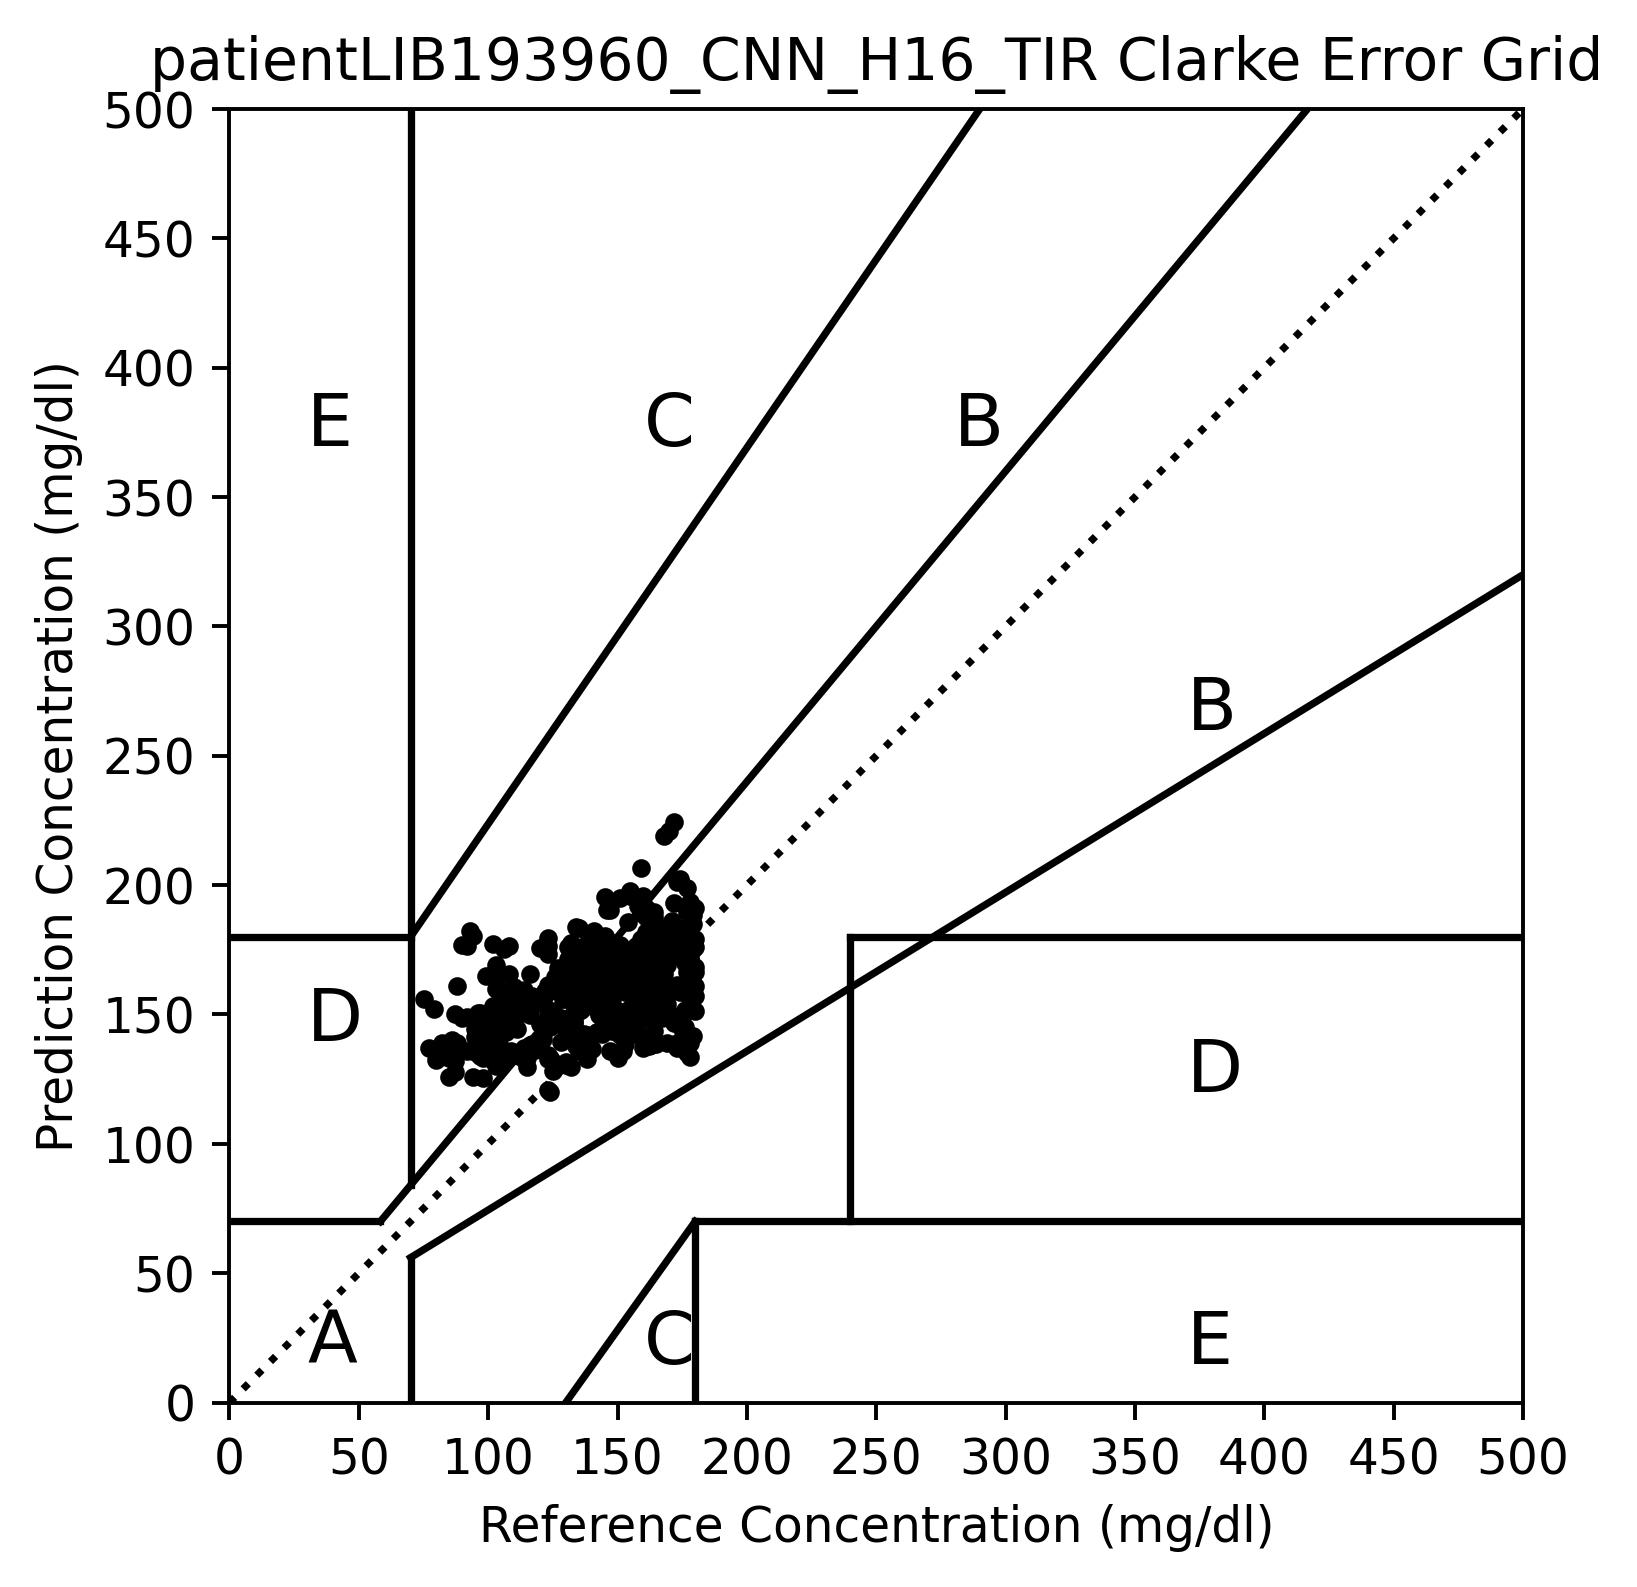 patientLIB193960_CNN_H16_TIR Clarke Error Grid
500
450
400
350
300
250
200
150
100
50
0
Prediction Concentration (mg/dl)
E
C
B
B
D
D
A
C
E
0 50 100 150 200 250 300 350 400 450 500
Reference Concentration (mg/dl)